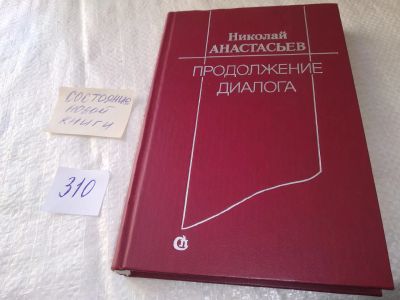 Николай
АНАСТАСЬЕВ
ПРОДОЛЖЕНИЕ
ДИАЛОГА
СОСТОЯНИЕ
НОВОЙ
КНИГИ
310